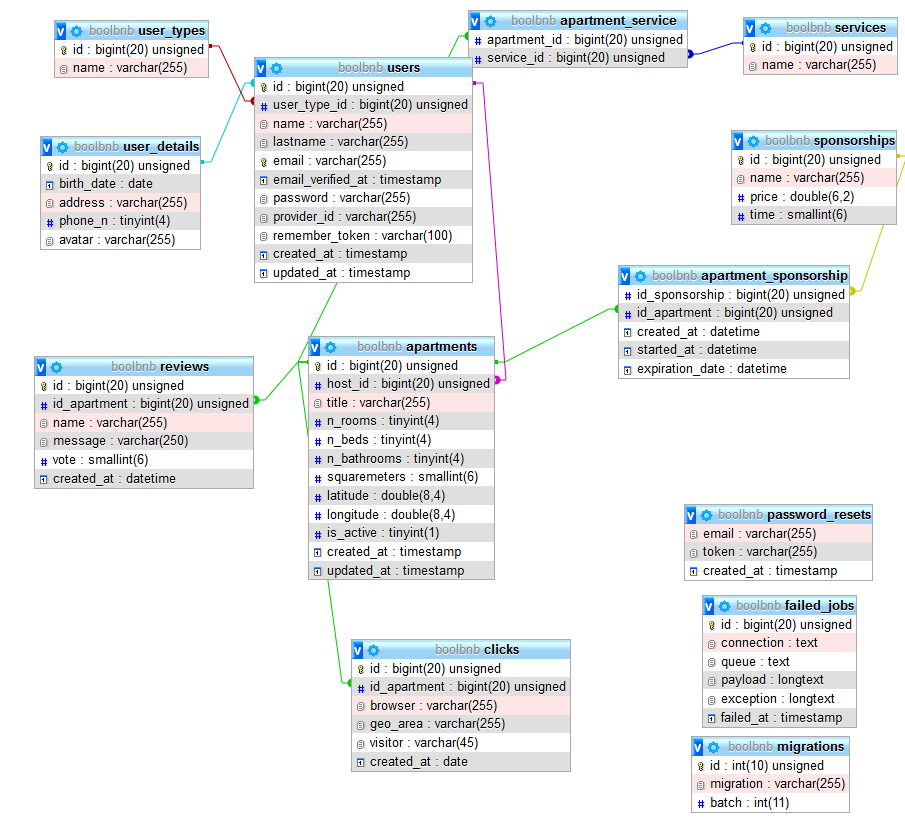 boolbnb user_types
id : bigint(20) unsigned
name : varchar(255)
boolbnb apartment_service
apartment_id : bigint(20) unsigned
service_id : bigint(20) unsigned
boolbnb services
id : bigint(20) unsigned
name : varchar(255)
boolbnb users
id : bigint(20) unsigned
user_type_id : bigint(20) unsigned
name : varchar(255)
lastname : varchar(255)
email : varchar(255)
email_verified_at : timestamp
password : varchar(255)
provider_id : varchar(255)
remember_token : varchar(100)
created_at : timestamp
updated_at : timestamp
boolbnb user_details
id : bigint(20) unsigned
birth_date : date
address : varchar(255)
phone_n : tinyint(4)
avatar : varchar(255)
boolbnb sponsorships
id : bigint(20) unsigned
name : varchar(255)
price : double(6,2)
time : smallint(6)
boolbnb apartment_sponsorship
id_sponsorship : bigint(20) unsigned
id_apartment : bigint(20) unsigned
created_at : datetime
started_at : datetime
expiration_date : datetime
boolbnb reviews
id : bigint(20) unsigned
id_apartment : bigint(20) unsigned
name : varchar(255)
message : varchar(250)
vote : smallint(6)
created_at : datetime
boolbnb apartments
id : bigint(20) unsigned
host_id : bigint(20) unsigned
title : varchar(255)
n_rooms : tinyint(4)
n_beds : tinyint(4)
n_bathrooms : tinyint(4)
squaremeters : smallint(6)
latitude : double(8,4)
longitude : double(8,4)
is_active : tinyint(1)
created_at : timestamp
updated_at : timestamp
boolbnb password_resets
email : varchar(255)
token : varchar(255)
created_at : timestamp
boolbnb failed_jobs
id : bigint(20) unsigned
connection : text
queue : text
payload : longtext
exception : longtext
failed_at : timestamp
boolbnb clicks
id : bigint(20) unsigned
id_apartment : bigint(20) unsigned
browser : varchar(255)
geo_area : varchar(255)
visitor : varchar(45)
created_at : date
boolbnb migrations
id : int(10) unsigned
migration : varchar(255)
batch : int(11)